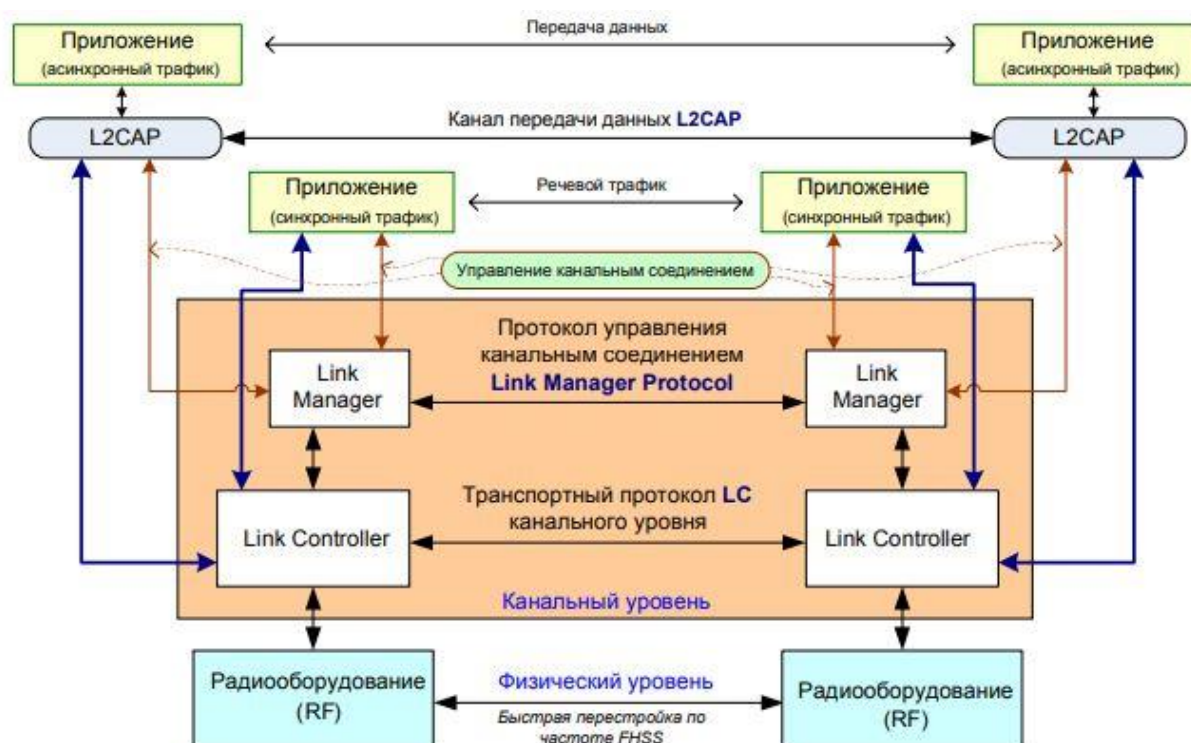 Приложение
(асинхронный трафик)
Передача данных
Приложение
(асинхронный трафик)
L2CAP
Канал передачи данных L2CAP
L2CAP
Приложение
(синхронный трафик)
Речевой трафик
Приложение
(синхронный трафик)
Управление канальным соединением
Протокол управления
канальным соединением
Link Manager Protocol
Link
Manager
Link
Manager
Транспортный протокол LC
канального уровня
Link Controller
Link Controller
Канальный уровень
Радиооборудование
(RF)
Физический уровень
Быстрая перестройка по
частоте FHSS
Радиооборудование
(RF)